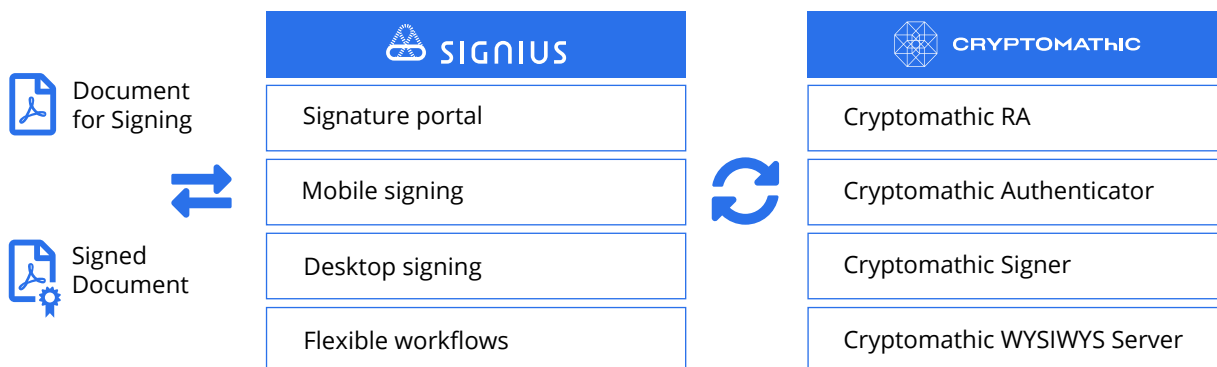 Document
for Signing
Signed
Document
SIGNIUS
Signature portal
Mobile signing
Desktop signing
Flexible workflows
CRYPTOMATHIC
Cryptomathic RA
Cryptomathic Authenticator
Cryptomathic Signer
Cryptomathic WYSIWYS Server